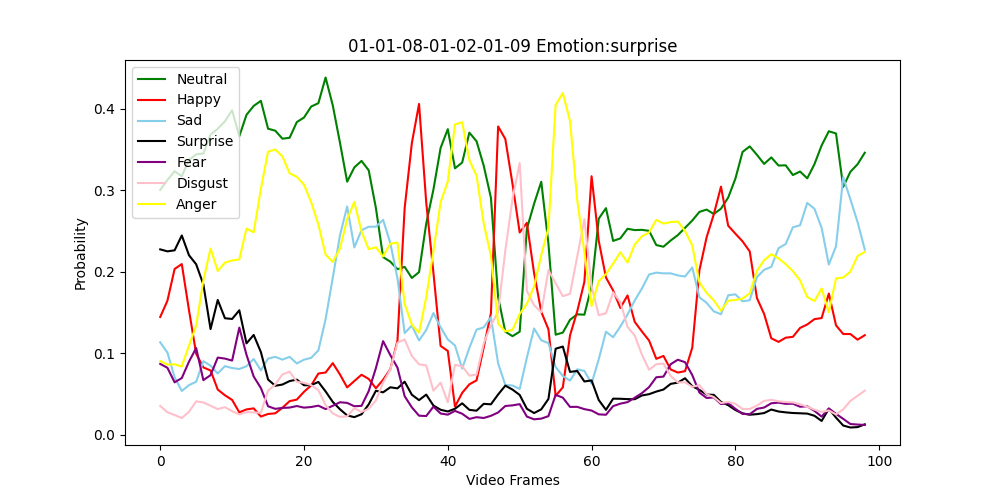 01-01-08-01-02-01-09 Emotion:surprise
Neutral
Happy
Sad
Surprise
Fear
Disgust
Anger
Probability
0.4
0.3
0.2
0.1
0.0
0 20 40 60 80 100
Video Frames